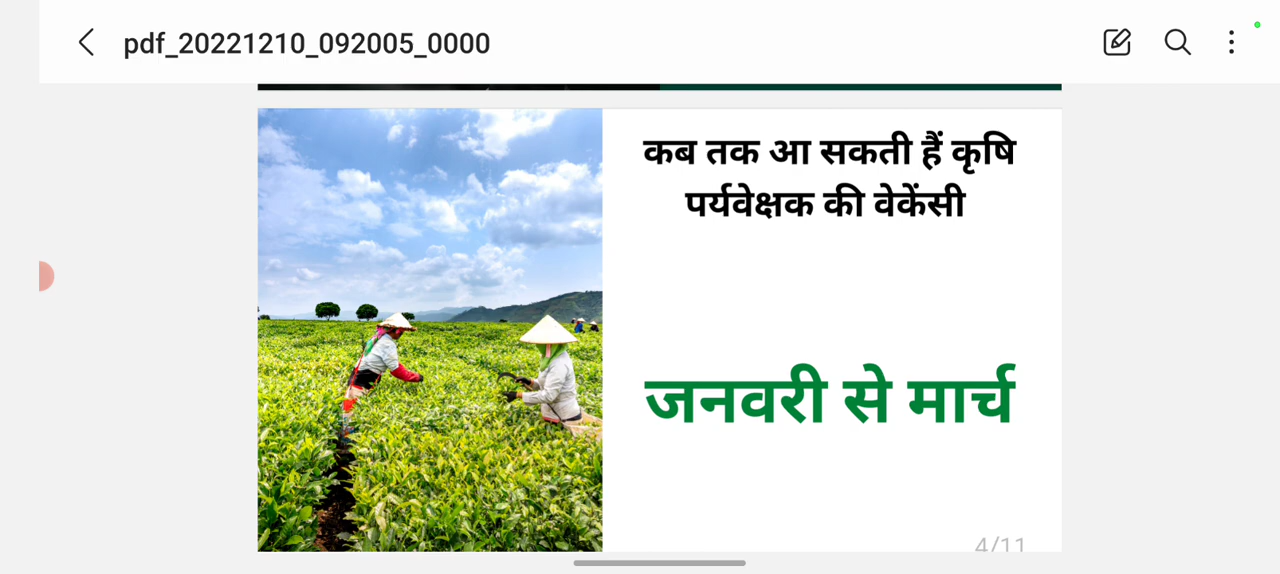 pdf_20221210_092005_0000
कब तक आ सकती हैं कृषि
पर्यवेक्षक की वेकेंसी
जनवरी से मार्च
4/11